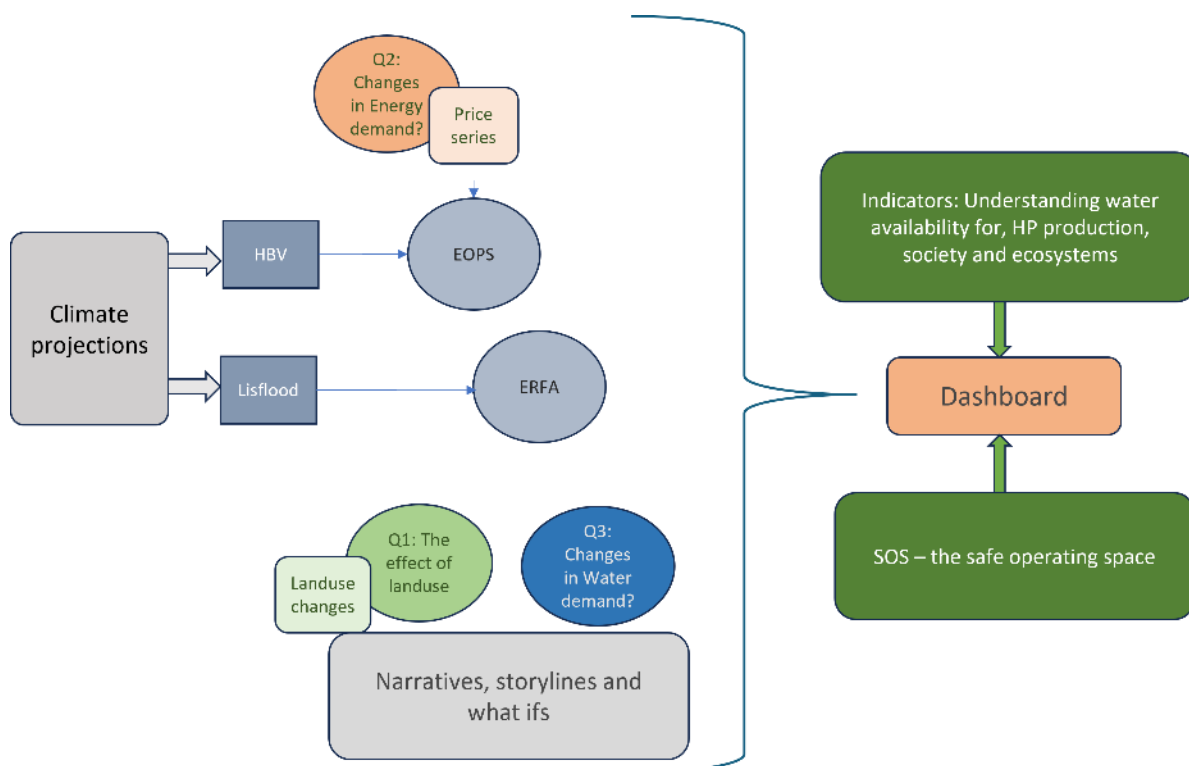 Q2:
Changes
in Energy
demand?
Price
series
HBV
EOPS
Climate
projections
Lisflood
ERFA
Q1: The
effect of
landuse
Landuse
changes
Q3:
Changes
in Water
demand?
Narratives, storylines and
what ifs
Indicators: Understanding water
availability for, HP production,
society and ecosystems
Dashboard
SOS – the safe operating space